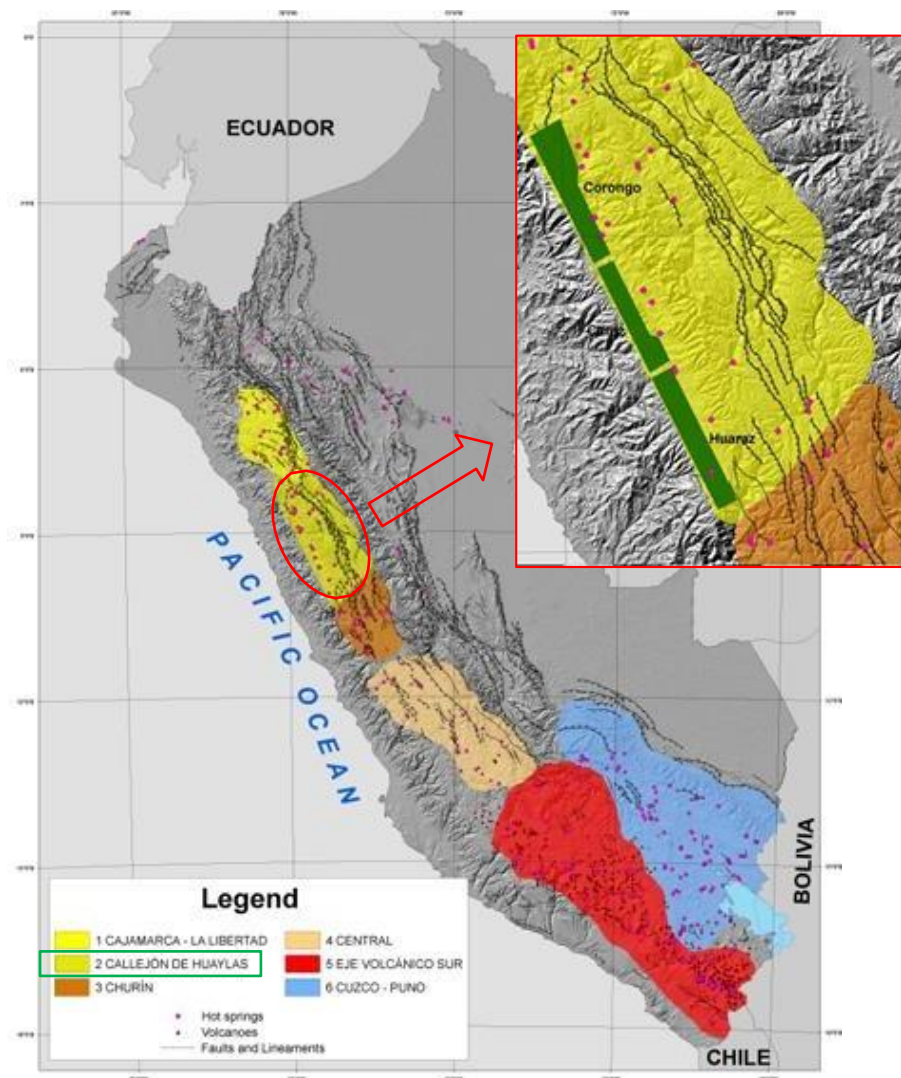 ECUADOR
Corongo
Huaraz
PACIFIC OCEAN
BOLIVIA
Legend
1 CAJAMARCA - LA LIBERTAD
2 CALLEJÓN DE HUAYLAS
3 CHURÍN
4 CENTRAL
5 EJE VOLCÁNICO SUR
6 CUZCO - PUNO
Hot springs
Volcanoes
Faults and Lineaments
CHILE